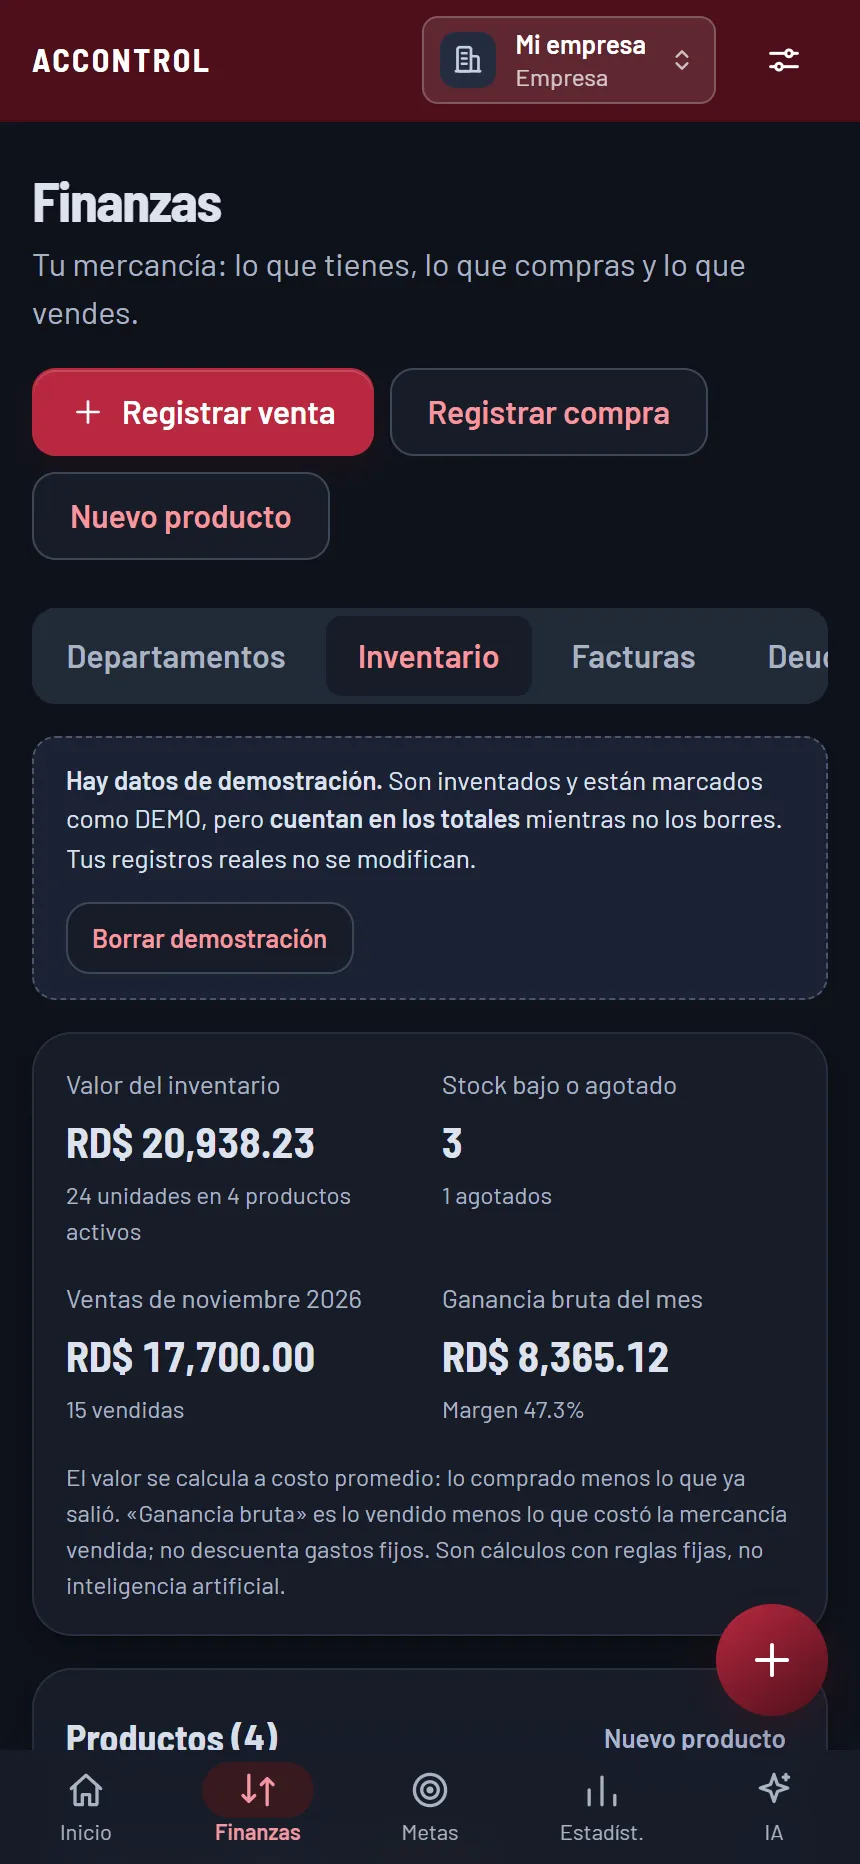 ACCONTROL
Mi empresa
Empresa
Finanzas
Tu mercancía: lo que tienes, lo que compras y lo que
vendes.
Registrar venta
Registrar compra
Nuevo producto
Departamentos
Inventario
Facturas
Hay datos de demostración. Son inventados y están marcados
como DEMO, pero cuentan en los totales mientras no los borres.
Tus registros reales no se modifican.
Borrar demostración
Valor del inventario
RD$ 20,938.23
24 unidades en 4 productos
activos
Stock bajo o agotado
3
1 agotados
Ventas de noviembre 2026
RD$ 17,700.00
15 vendidas
Ganancia bruta del mes
RD$ 8,365.12
Margen 47.3%
El valor se calcula a costo promedio: lo comprado menos lo que ya
salió. «Ganancia bruta» es lo vendido menos lo que costó la mercancía
vendida; no descuenta gastos fijos. Son cálculos con reglas fijas, no
inteligencia artificial.
Productos (4)
Nuevo producto
Inicio
Finanzas
Metas
Estadíst.
IA